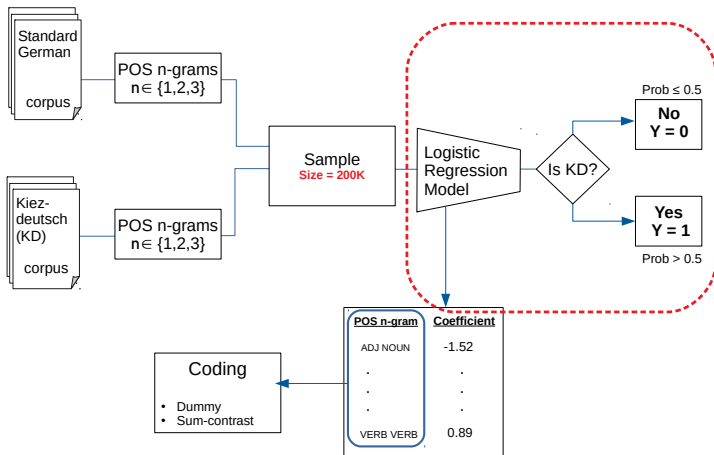 Standard
German
corpus
POS n-grams
n∈ {1,2,3}
Kiez-
deutsch
(KD)
corpus
POS n-grams
n∈ {1,2,3}
Sample
Size = 200K
Logistic
Regression
Model
Is KD?
Prob ≤ 0.5
No
Y = 0
Yes
Y = 1
Prob > 0.5
POS n-gram Coefficient
ADJ NOUN -1.52
. .
. .
. .
VERB VERB 0.89
Coding
• Dummy
• Sum-contrast